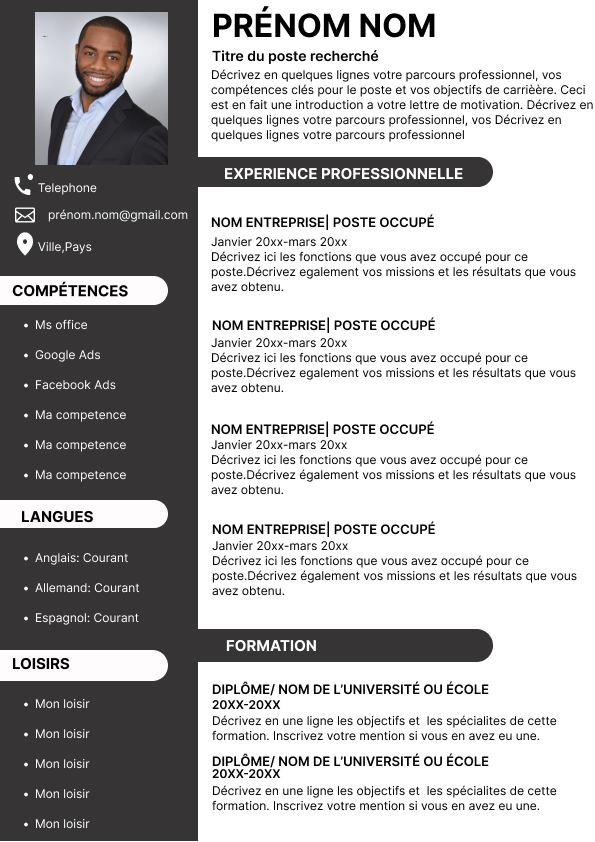 PRÉNOM NOM
Titre du poste recherché
Décrivez en quelques lignes votre parcours professionnel, vos
compétences clés pour le poste et vos objectifs de carrièère. Ceci
est en fait une introduction a votre lettre de motivation. Décrivez en
quelques lignes votre parcours professionnel, vos Décrivez en
quelques lignes votre parcours professionnel
Telephone
prénom.nom@gmail.com
Ville,Pays
COMPÉTENCES
• Ms office
• Google Ads
• Facebook Ads
• Ma competence
• Ma competence
• Ma competence
LANGUES
• Anglais: Courant
• Allemand: Courant
• Espagnol: Courant
LOISIRS
• Mon loisir
• Mon loisir
• Mon loisir
• Mon loisir
• Mon loisir
EXPERIENCE PROFESSIONNELLE
NOM ENTREPRISE| POSTE OCCUPÉ
Janvier 20xx-mars 20xx
Décrivez ici les fonctions que vous avez occupé pour ce
poste.Décrivez egalement vos missions et les résultats que vous
avez obtenu.
NOM ENTREPRISE| POSTE OCCUPÉ
Janvier 20xx-mars 20xx
Décrivez ici les fonctions que vous avez occupé pour ce
poste.Décrivez egalement vos missions et les résultats que vous
avez obtenu.
NOM ENTREPRISE| POSTE OCCUPÉ
Janvier 20xx-mars 20xx
Décrivez ici les fonctions que vous avez occupé pour ce
poste.Décrivez également vos missions et les résultats que vous
avez obtenu.
NOM ENTREPRISE| POSTE OCCUPÉ
Janvier 20xx-mars 20xx
Décrivez ici les fonctions que vous avez occupé pour ce
poste.Décrivez également vos missions et les résultats que vous
avez obtenu.
FORMATION
DIPLÔME/ NOM DE L’UNIVERSITÉ OU ÉCOLE
20XX-20XX
Décrivez en une ligne les objectifs et les spécialites de cette
formation. Inscrivez votre mention si vous en avez eu une.
DIPLÔME/ NOM DE L’UNIVERSITÉ OU ÉCOLE
20XX-20XX
Décrivez en une ligne les objectifs et les spécialites de cette
formation. Inscrivez votre mention si vous en avez eu une.